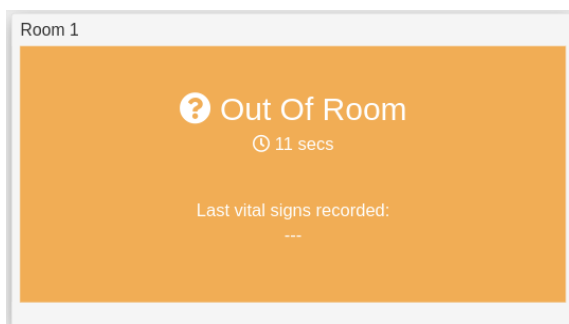 Room 1
Out Of Room
11 secs
Last vital signs recorded:
---